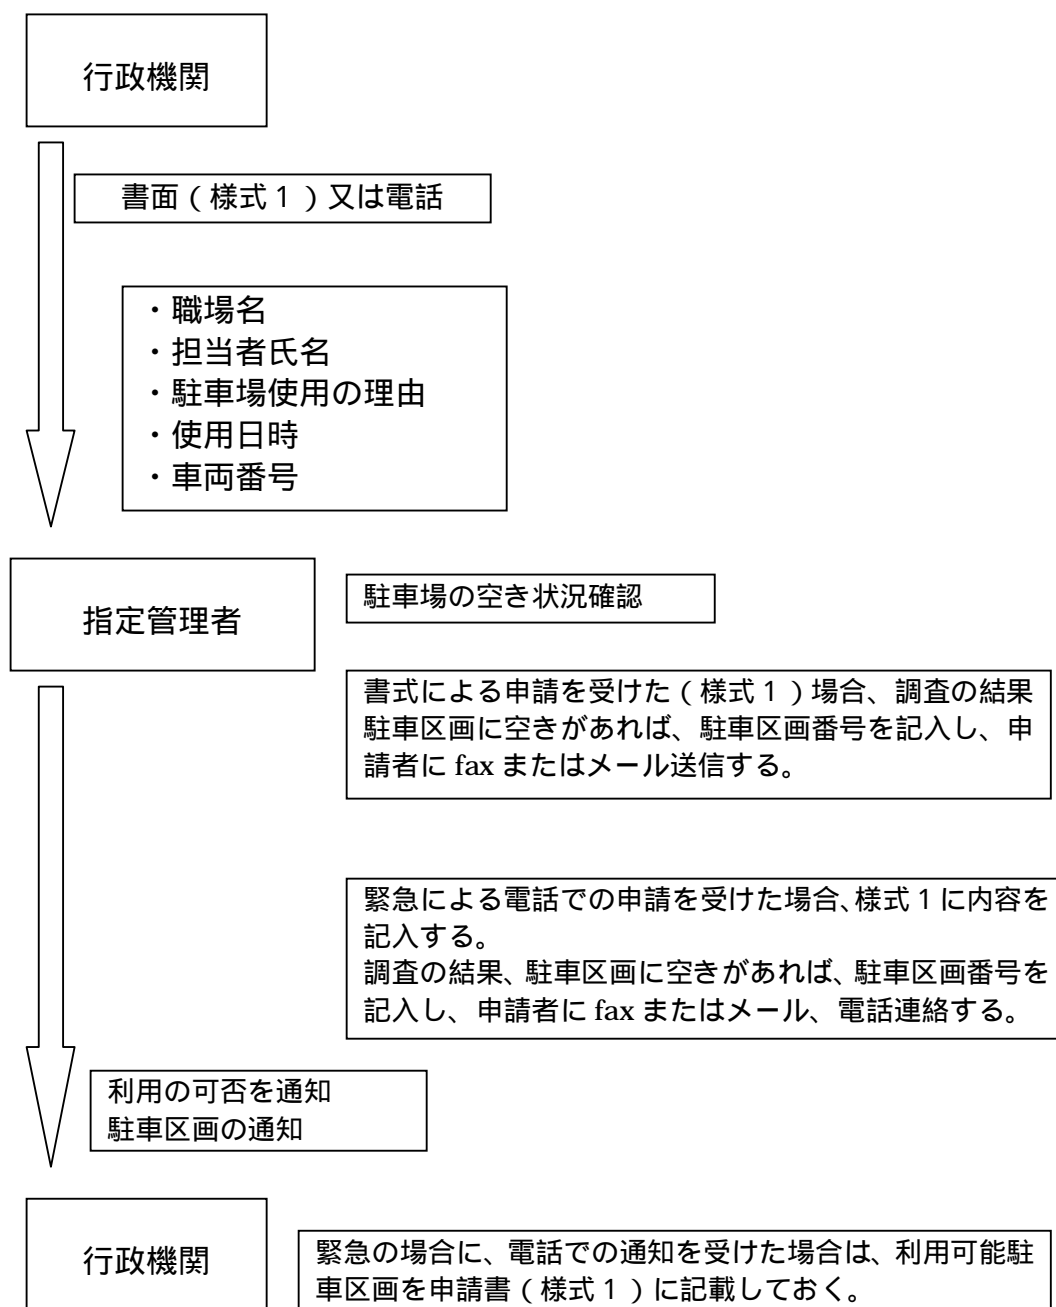 行政機関
書面（様式１）又は電話
・職場名
・担当者氏名
・駐車場使用の理由
・使用日時
・車両番号
指定管理者
駐車場の空き状況確認
書式による申請を受けた（様式１）場合、調査の結果
駐車区画に空きがあれば、駐車区画番号を記入し、申
請者に fax またはメール送信する。
緊急による電話での申請を受けた場合、様式１に内容を
記入する。
調査の結果、駐車区画に空きがあれば、駐車区画番号を
記入し、申請者に fax またはメール、電話連絡する。
利用の可否を通知
駐車区画の通知
行政機関
緊急の場合に、電話での通知を受けた場合は、利用可能駐
車区画を申請書（様式１）に記載しておく。